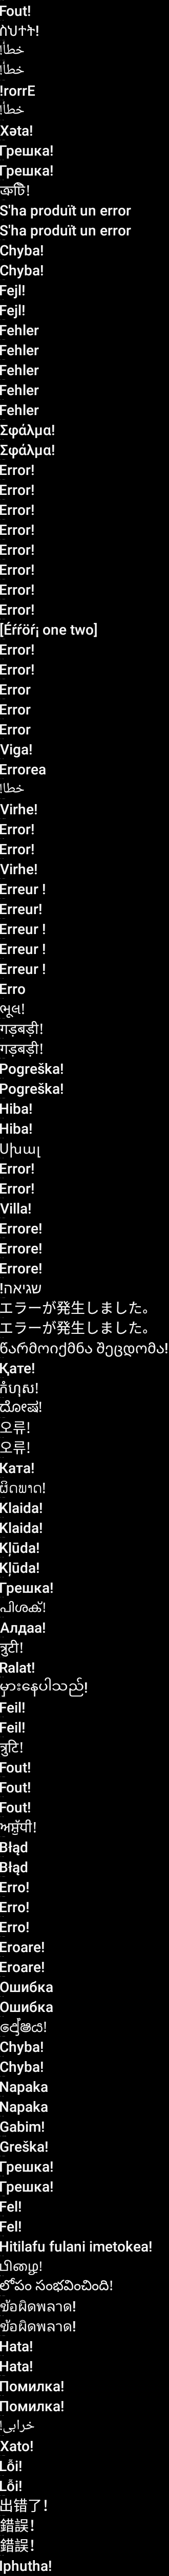 Fout!
ስህተት!
خطأ!
خطأ!
!rorrE
خطأ!
Xəta!
Грешка!
Грешка!
ত্রুটি!
S'ha produït un error
S'ha produït un error
Chyba!
Chyba!
Fejl!
Fejl!
Fehler
Fehler
Fehler
Fehler
Fehler
Σφάλμα!
Σφάλμα!
Error!
Error!
Error!
Error!
Error!
Error!
Error!
Error!
[Éŕŕöŕ¡ one two]
Error!
Error!
Error
Error
Error
Viga!
Errorea
خطا!
Virhe!
Error!
Error!
Virhe!
Erreur !
Erreur!
Erreur !
Erreur !
Erreur !
Erro
ભૂલ!
गड़बड़ी!
गड़बड़ी!
Pogreška!
Pogreška!
Hiba!
Hiba!
Սխալ
Error!
Error!
Villa!
Errore!
Errore!
Errore!
שגיאה!
エラーが発生しました。
エラーが発生しました。
წარმოიქმნა შეცდომა!
Қате!
កំហុស!
ದೋಷ!
오류!
오류!
Ката!
ຜິດພາດ!
Klaida!
Klaida!
Kļūda!
Kļūda!
Грешка!
പിശക്!
Алдаа!
त्रुटी!
Ralat!
မှားနေပါသည်!
Feil!
Feil!
त्रुटि!
Fout!
Fout!
Fout!
ਅਸ਼ੁੱਧੀ!
Błąd
Błąd
Erro!
Erro!
Erro!
Eroare!
Eroare!
Ошибка
Ошибка
දෝෂය!
Chyba!
Chyba!
Napaka
Napaka
Gabim!
Greška!
Грешка!
Грешка!
Fel!
Fel!
Hitilafu fulani imetokea!
பிழை!
లోపం సంభవించింది!
ข้อผิดพลาด!
ข้อผิดพลาด!
Hata!
Hata!
Помилка!
Помилка!
خرابی!
Xato!
Lỗi!
Lỗi!
出错了！
錯誤！
錯誤！
Iphutha!